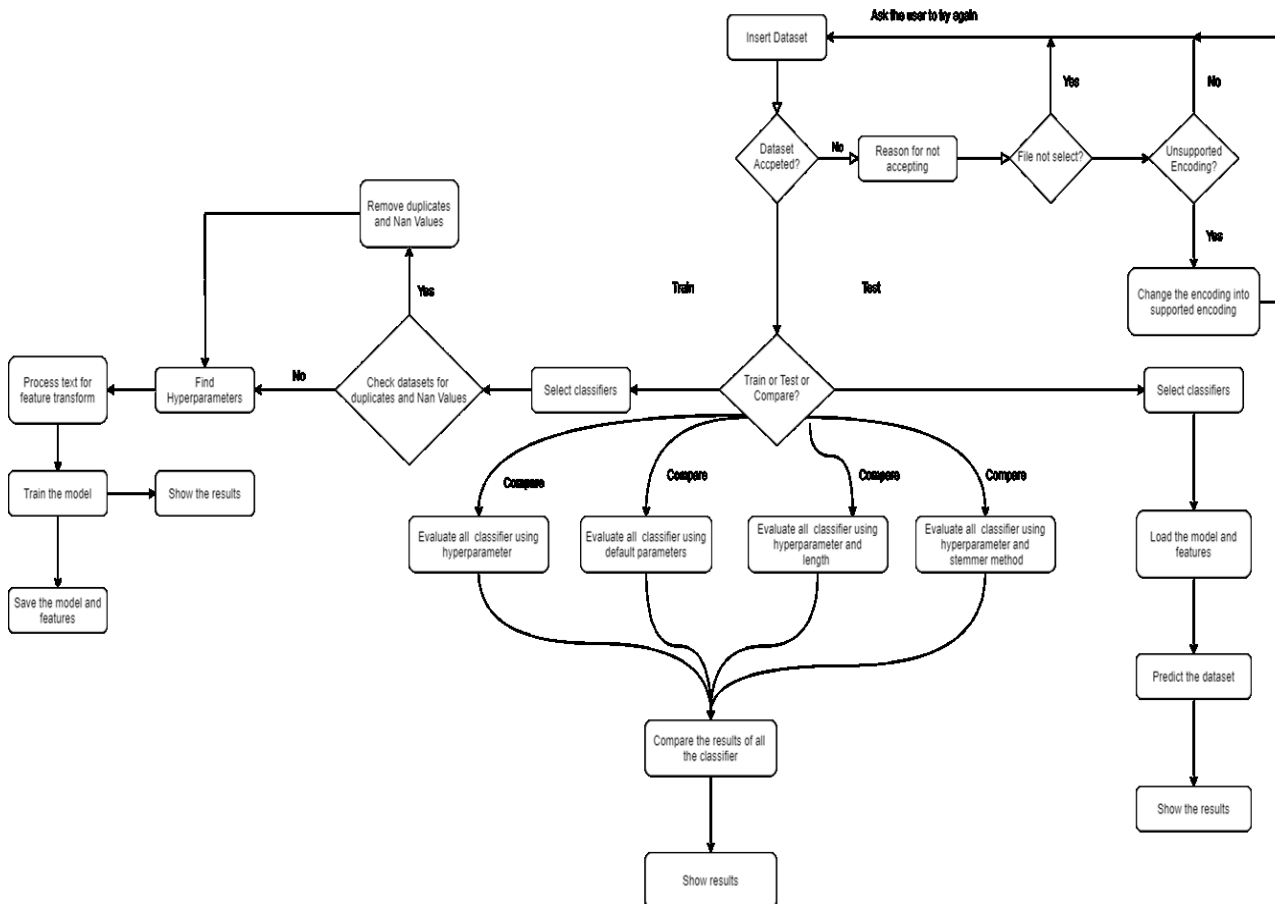 Ask the user to try again
Insert Dataset
Yes
No
Dataset
Accpeted?
No
Reason for not
accepting
File not select?
Unsupported
Encoding?
Remove duplicates
and Nan Values
Yes
Yes
Train
Test
Change the encoding into
supported encoding
Process text for
feature transform
Find
Hyperparameters
No
Check datasets for
duplicates and Nan Values
Select classifiers
Train or Test or
Compare?
Select classifiers
Compare
Compare
Compare
Compare
Train the model
Show the results
Evaluate all classifier using
hyperparameter
Evaluate all classifier using
default parameters
Evaluate all classifier using
hyperparameter and
length
Evaluate all classifier using
hyperparameter and
stemmer method
Load the model and
features
Save the model and
features
Predict the dataset
Compare the results of all
the classifier
Show the results
Show results